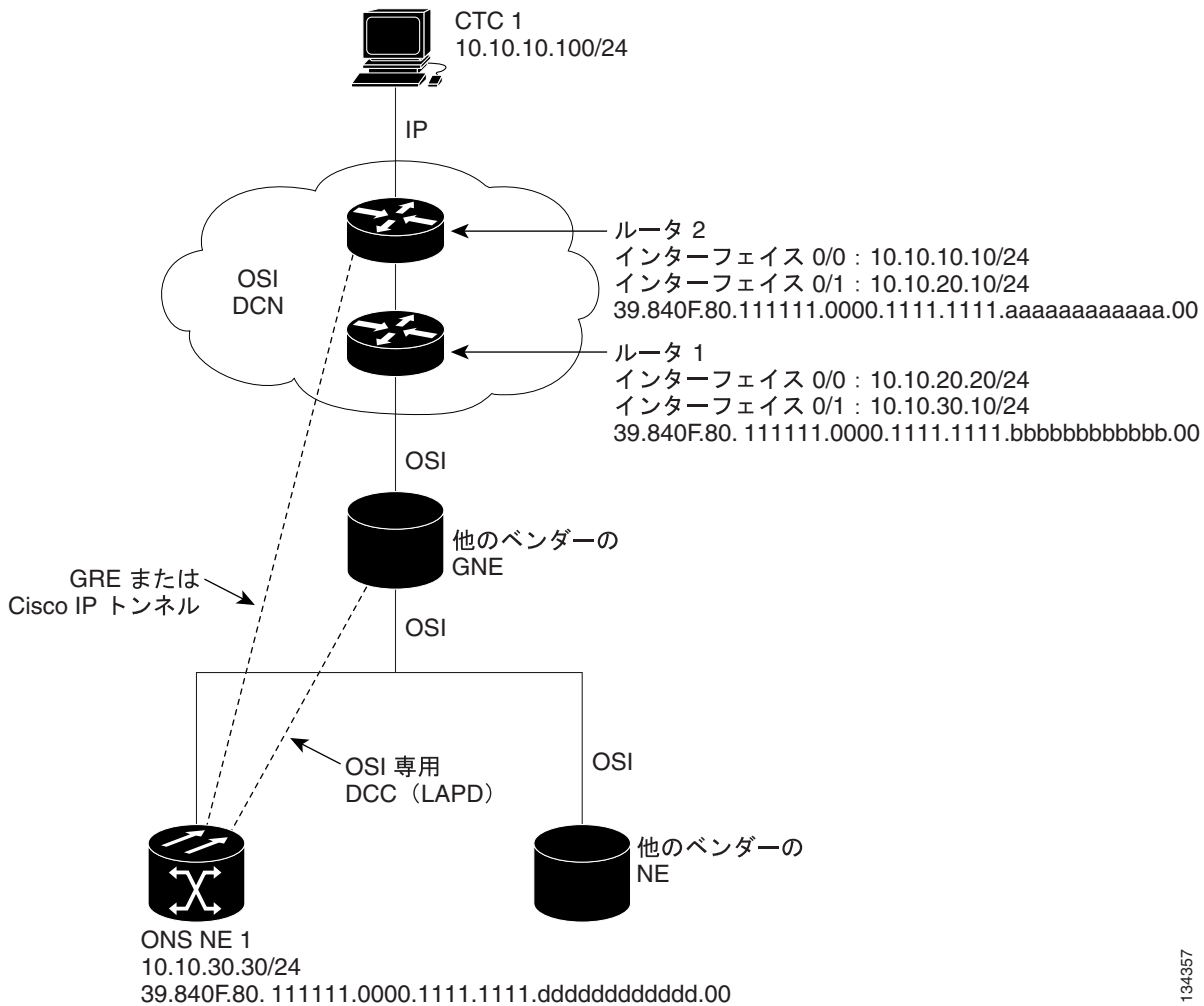 CTC 1
10.10.10.100/24
IP
OSI
DCN
ルータ 2
インターフェイス 0/0：10.10.10.10/24
インターフェイス 0/1：10.10.20.10/24
39.840F.80.111111.0000.1111.1111.aaaaaaaaaaaa.00
ルータ 1
インターフェイス 0/0：10.10.20.20/24
インターフェイス 0/1：10.10.30.10/24
39.840F.80. 111111.0000.1111.1111.bbbbbbbbbbbb.00
OSI
他のベンダーの
GNE
GRE または
Cisco IP トンネル
OSI
OSI 専用
DCC（LAPD）
OSI
他のベンダーの
NE
ONS NE 1
10.10.30.30/24
39.840F.80. 111111.0000.1111.1111.dddddddddddd.00
134357